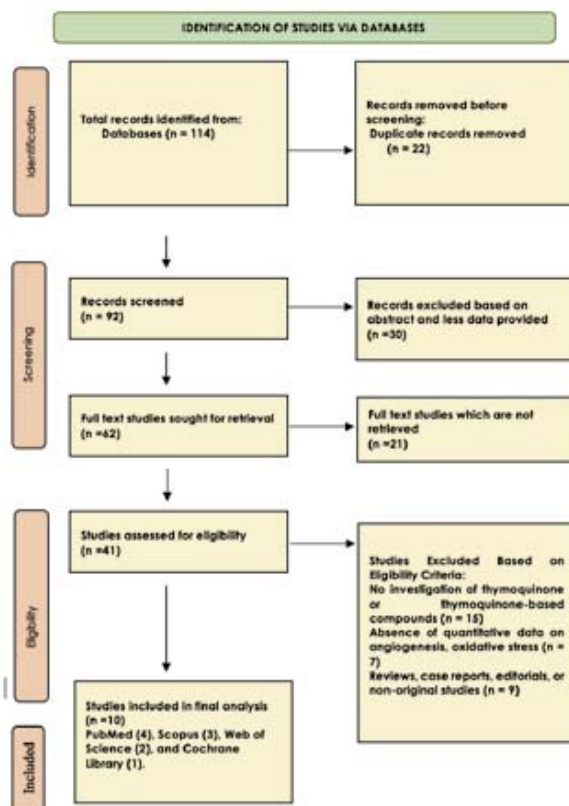 IDENTIFICATION OF STUDIES VIA DATABASES
Identification
Total records identified from:
Databases (n = 114)
Records removed before
screening:
Duplicate records removed
(n = 22)
Screening
Records screened
(n = 92)
Records excluded based on
abstract and less data provided
(n =30)
Full text studies sought for retrieval
(n =62)
Full text studies which are not
retrieved
(n =21)
Eligibility
Studies assessed for eligibility
(n =41)
Studies Excluded Based on
Eligibility Criteria:
No investigation of thymoquinone
or thymoquinone-based
compounds (n = 15)
Absence of quantitative data on
angiogenesis, oxidative stress (n =
7)
Reviews, case reports, editorials, or
non-original studies (n = 9)
Included
Studies included in final analysis
(n =10)
PubMed (4), Scopus (3), Web of
Science (2), and Cochrane
Library (1).